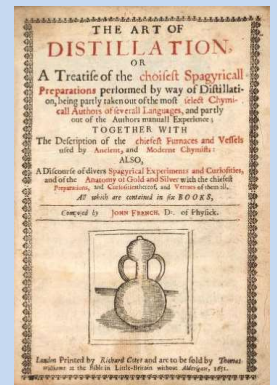 THE ART OF
DISTILLATION,
OR
A Treatise of the choisest Spagyricall
Preparations performed by way of Distillati-
on, being partly taken out of the most select Chymi-
call Authors of severall Languages, and partly
out of the Authors manuall Experience;
TOGETHER WITH
The Description of the chiefest Furnaces and Vessels
used by Ancient, and Moderne Chymists:
ALSO,
A Discourse of divers Spagyricall Experiments and Curiosities,
and of the Anatomy of Gold and Silver with the chiefest
Preparations, and Curiosities thereof, and Vertues of them all.
All which are contained in six BOOKS,
Composed by JOHN FRENCH, Dr. of Physick.
London Printed by Richard Cotes and are to be sold by Thomas
Williams at the Bible in Little-Britain without Aldersgate, 1651.